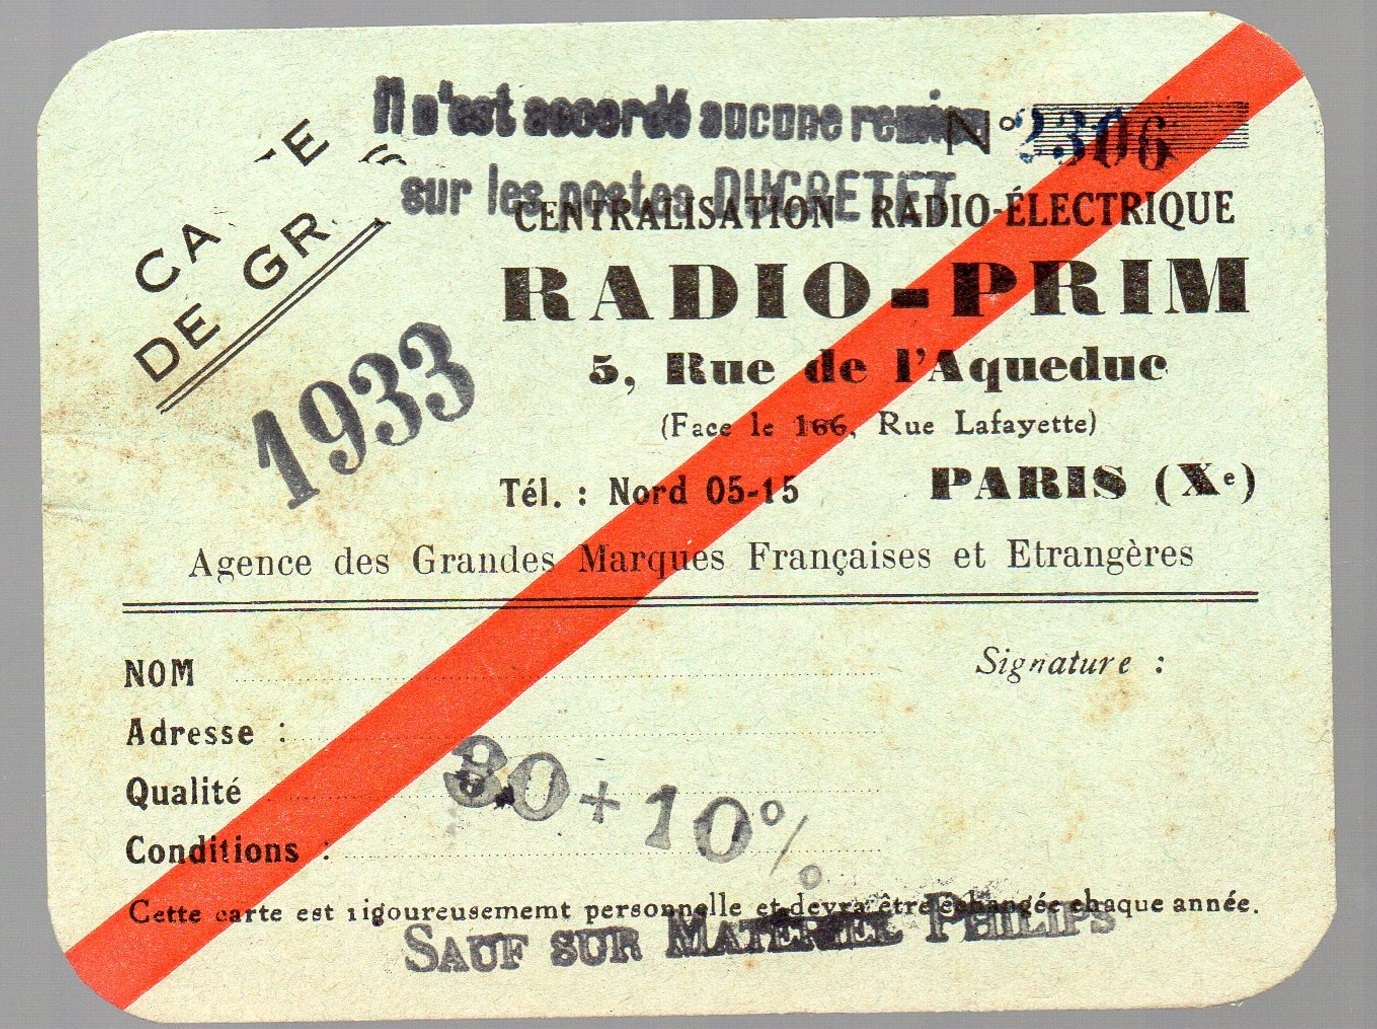 Il n'est accordé aucune remise
sur les postes DUCRETET
N° 2306
CA E
DE GR S
1933
CENTRALISATION RADIO-ÉLECTRIQUE
RADIO-PRIM
5, Rue de l'Aqueduc
(Face le 166, Rue Lafayette)
Tél. : Nord 05-15 PARIS (Xe)
Agence des Grandes Marques Françaises et Etrangères
NOM
Signature :
Adresse :
Qualité
30 + 10%
Conditions :
Cette carte est rigoureusememt personnelle et devra être échangée chaque année.
SAUF SUR MATERIEL PHILIPS